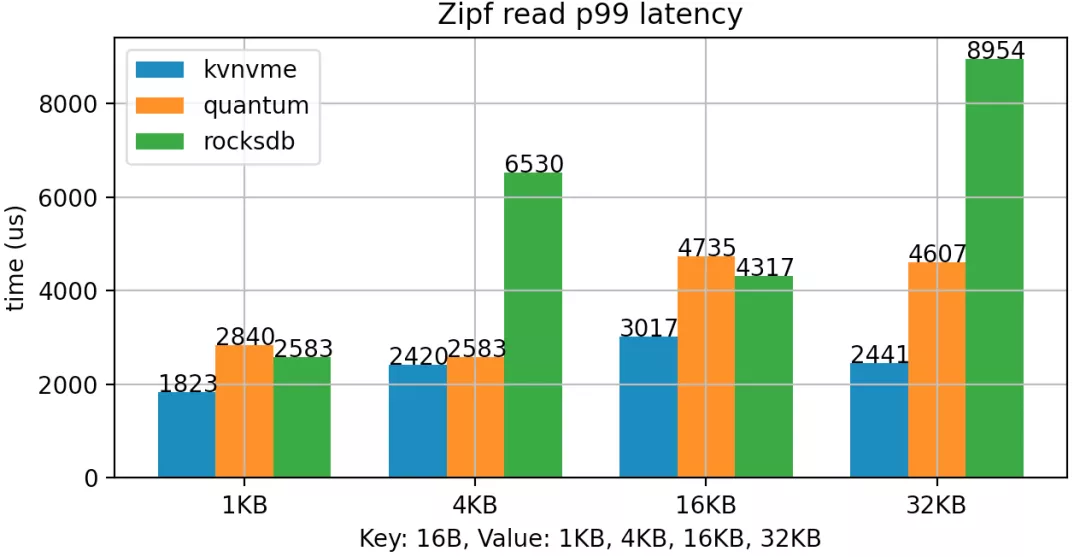 Zipf read p99 latency
kvnvme
quantum
rocksdb
time (us)
8000
6000
4000
2000
0
1823
2840
2583
2420
2583
6530
3017
4735
4317
2441
4607
8954
1KB
4KB
16KB
32KB
Key: 16B, Value: 1KB, 4KB, 16KB, 32KB